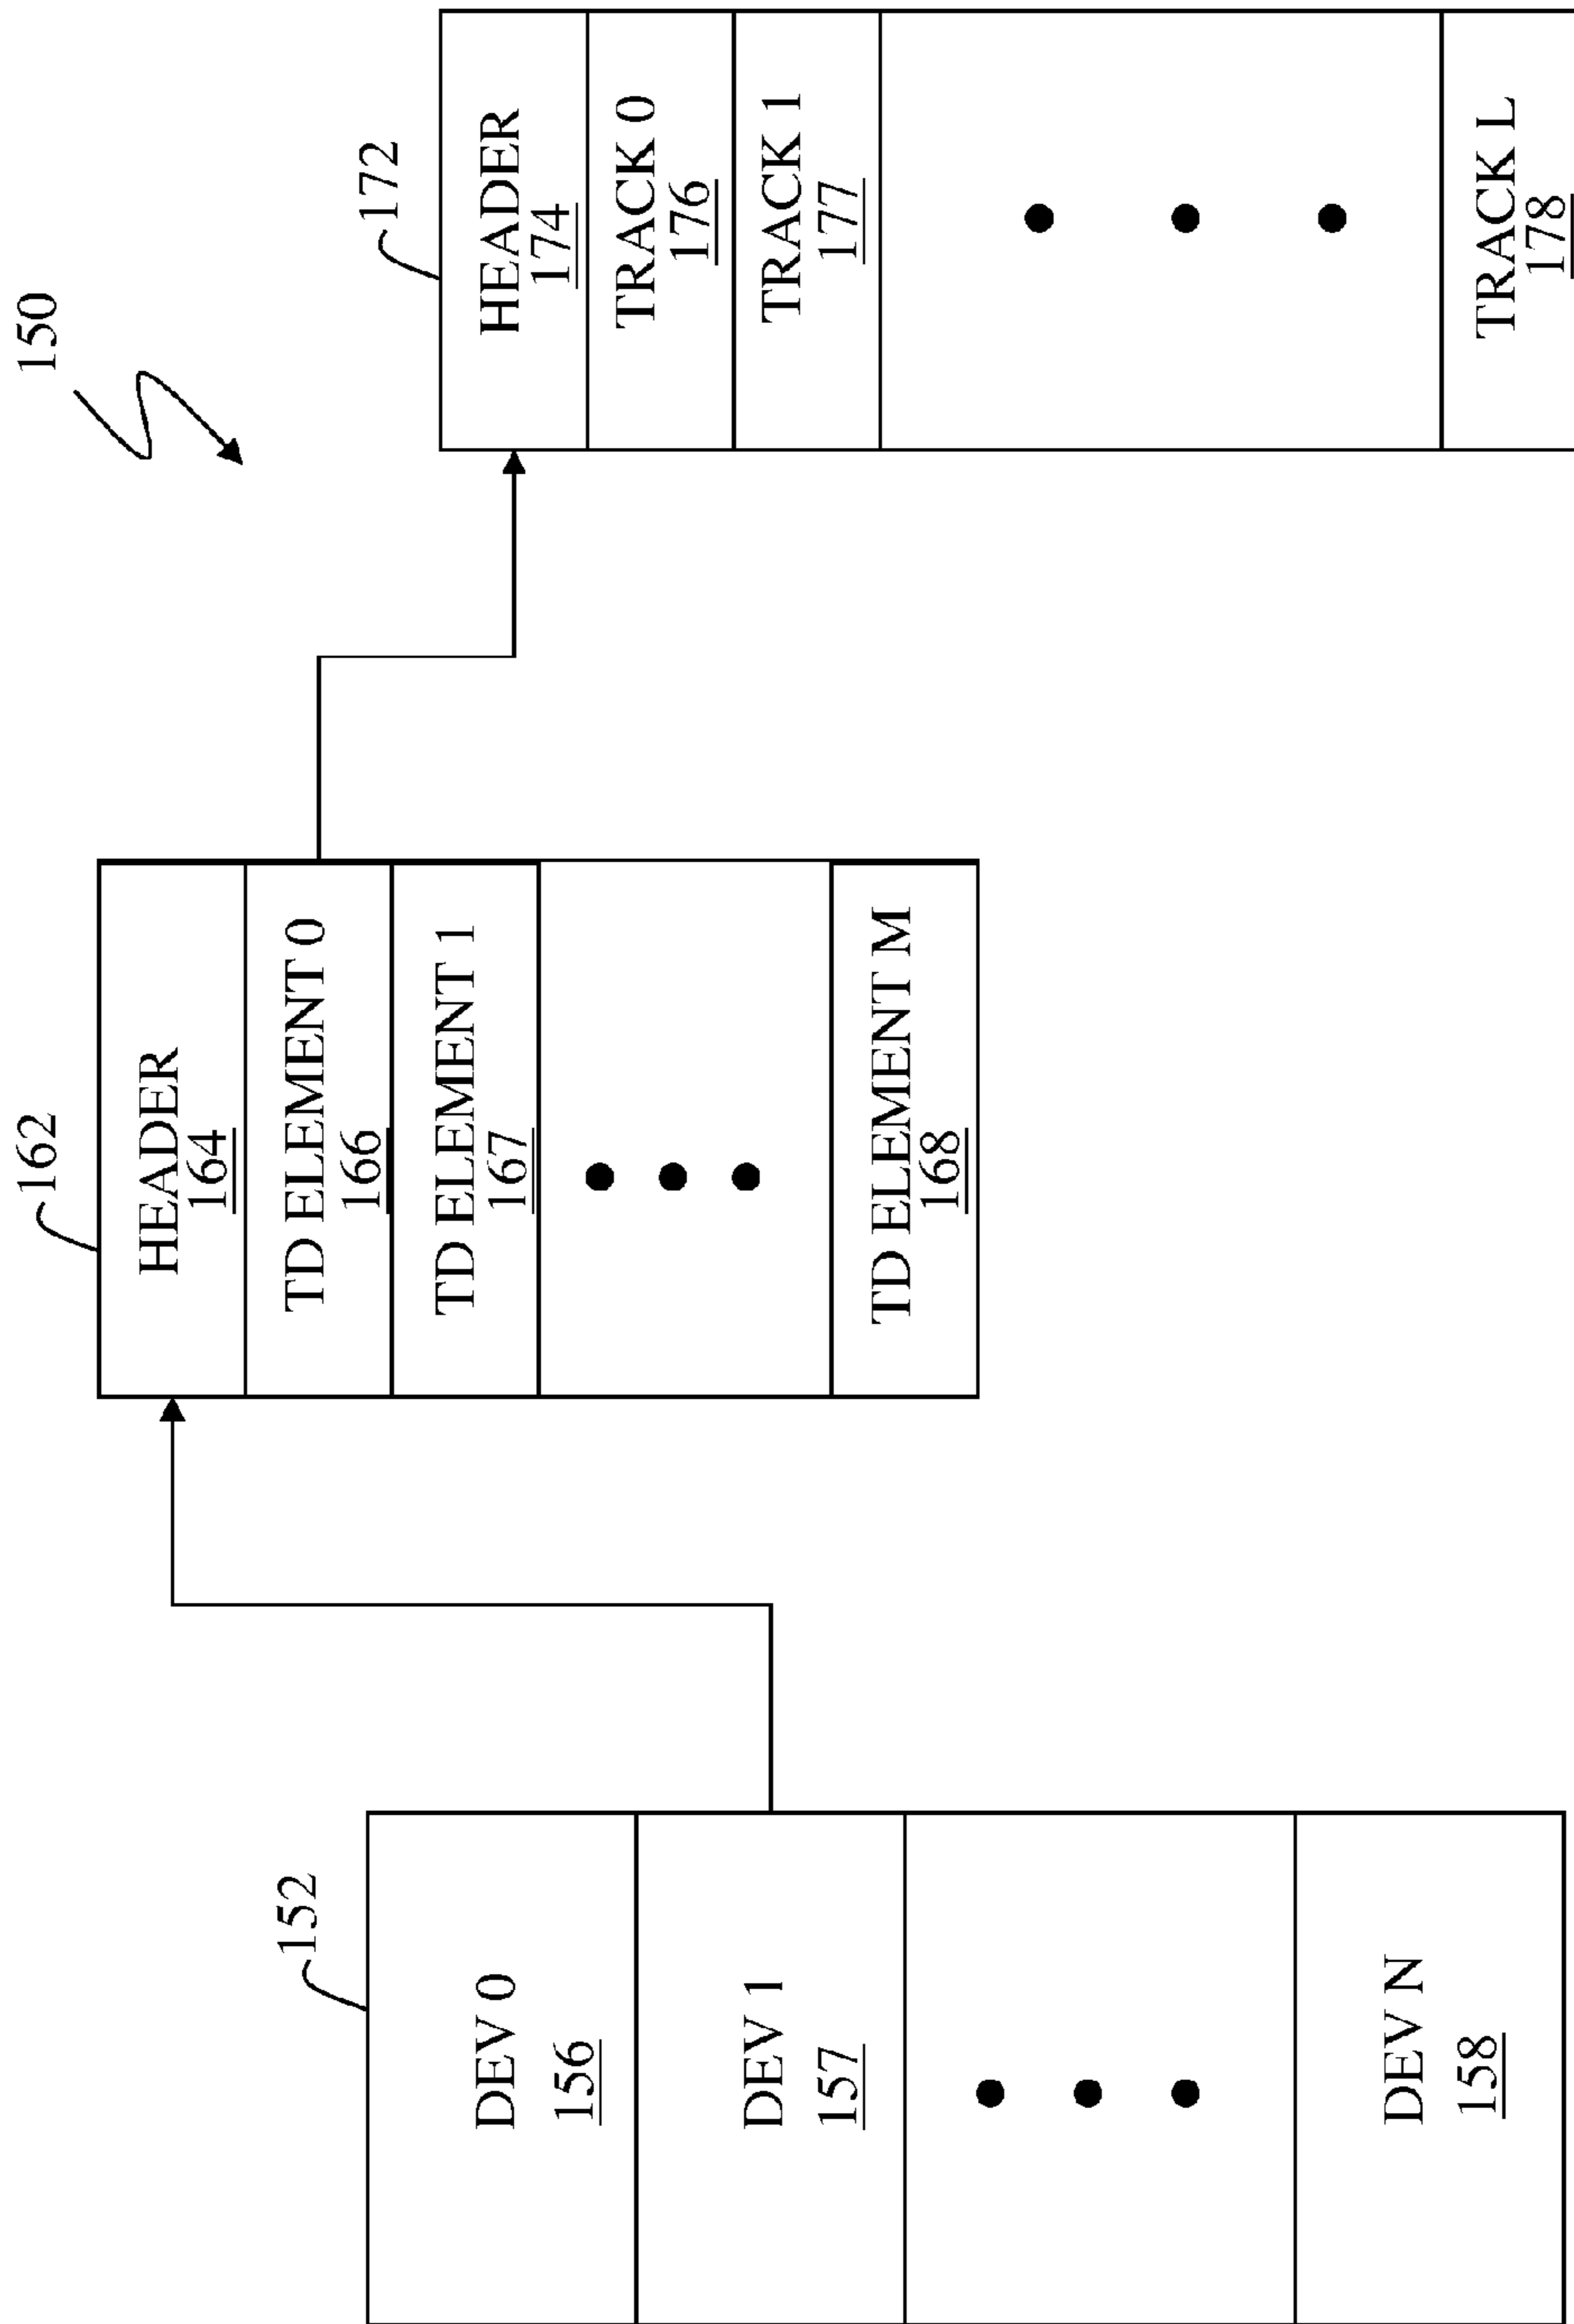 150
152
DEV 0
156
DEV 1
157
DEV N
158
162
HEADER
164
TD ELEMENT 0
166
TD ELEMENT 1
167
TD ELEMENT M
168
172
HEADER
174
TRACK 0
176
TRACK 1
177
TRACK L
178